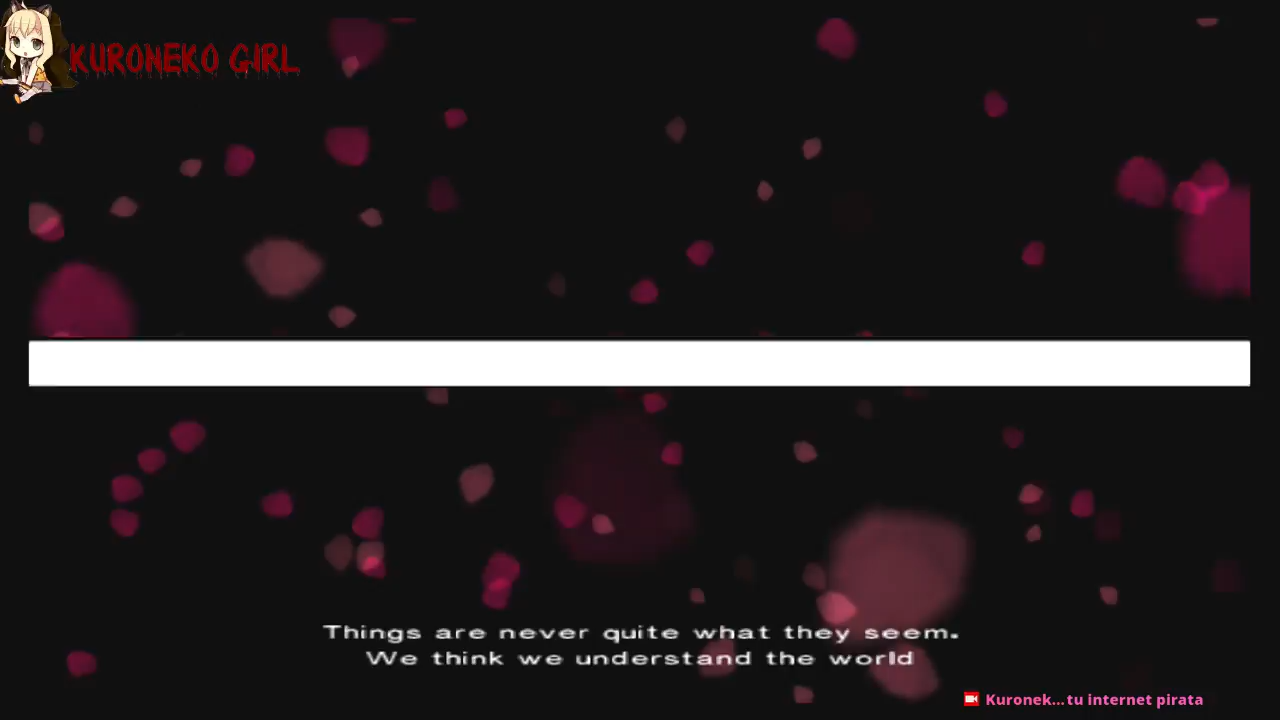 KURONEKO GIRL
Things are never quite what they seem.
We think we understand the world
Kuronek...tu internet pirata